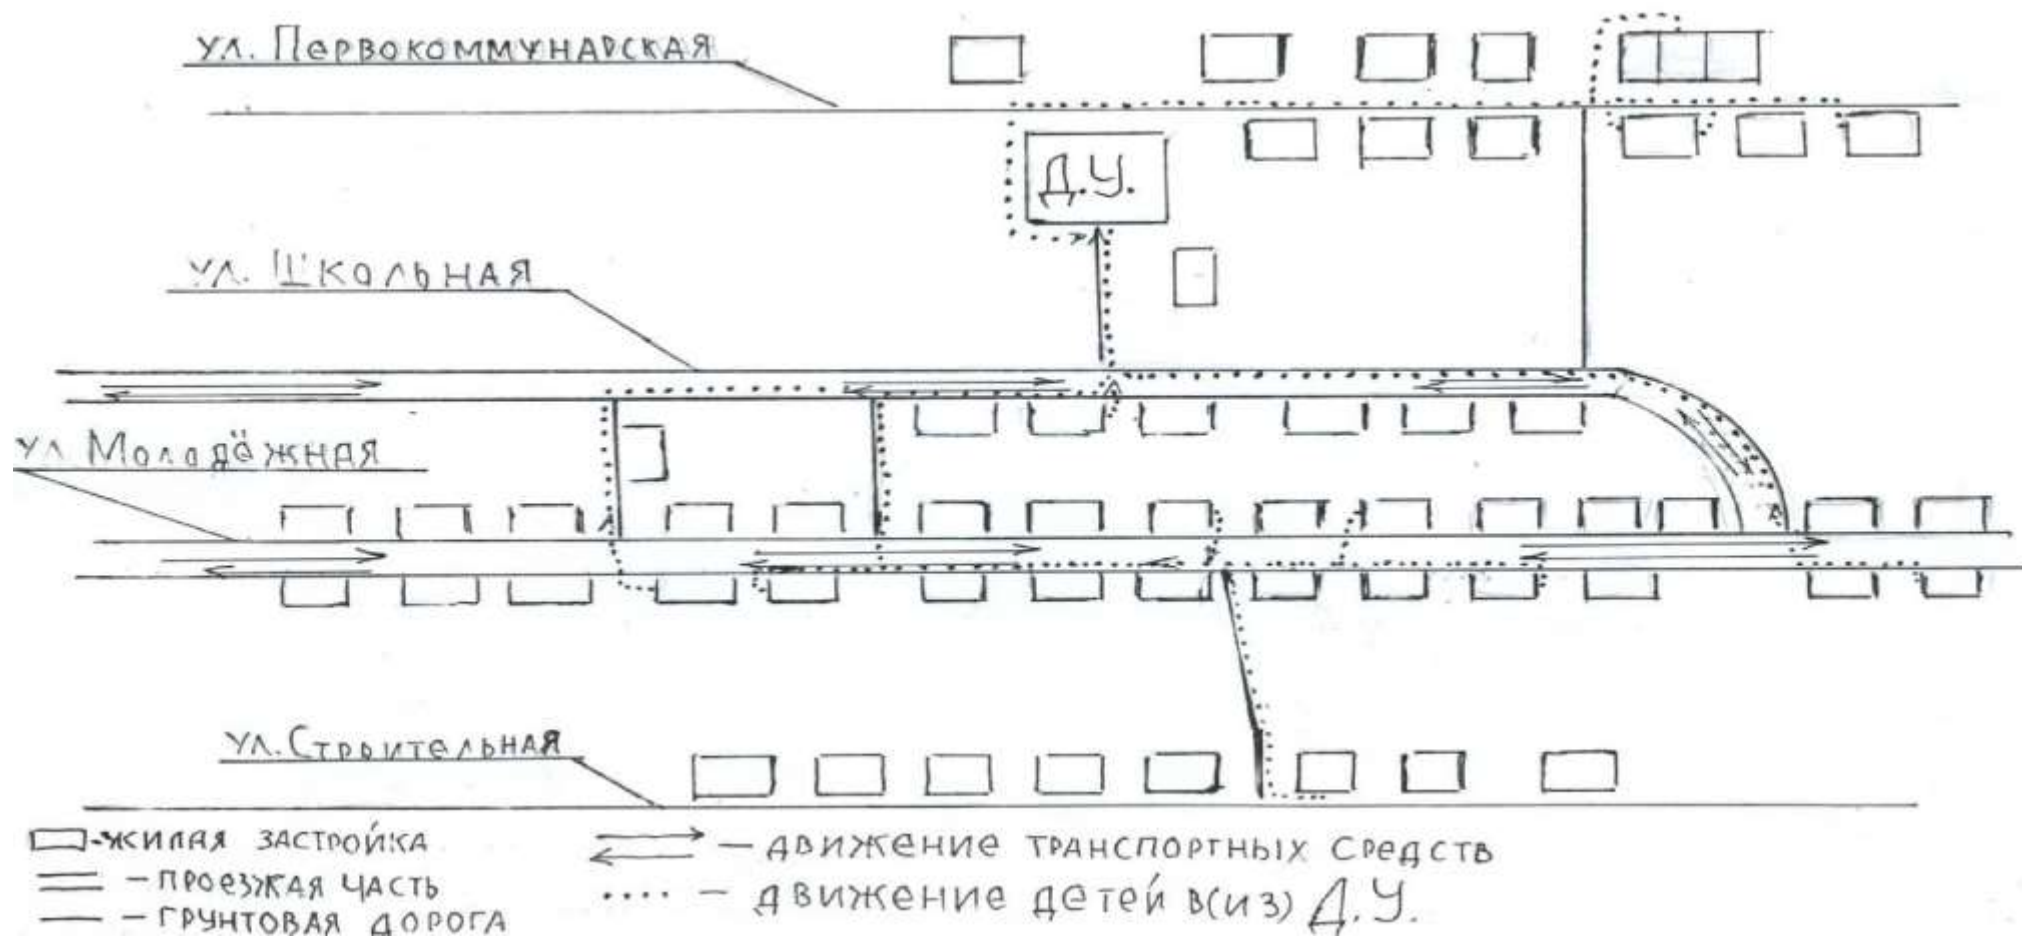 ул. Первокоммунарская
Д.У.
ул. Школьная
ул Молодёжная
ул. Строительная
-жилая застройка
- проезжая часть
- грунтовая дорога
- движение транспортных средств
- движение детей в(из) Д.У.